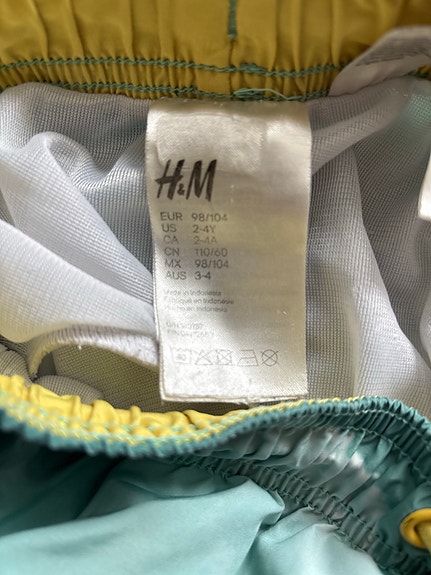 H&M
EUR 98/104
US 2-4Y
CA 2-4A
CN 110/60
MX 98/104
AUS 3-4
Made in Indonesia
Fabriqué en Indonésie
Hecho en Indonesia